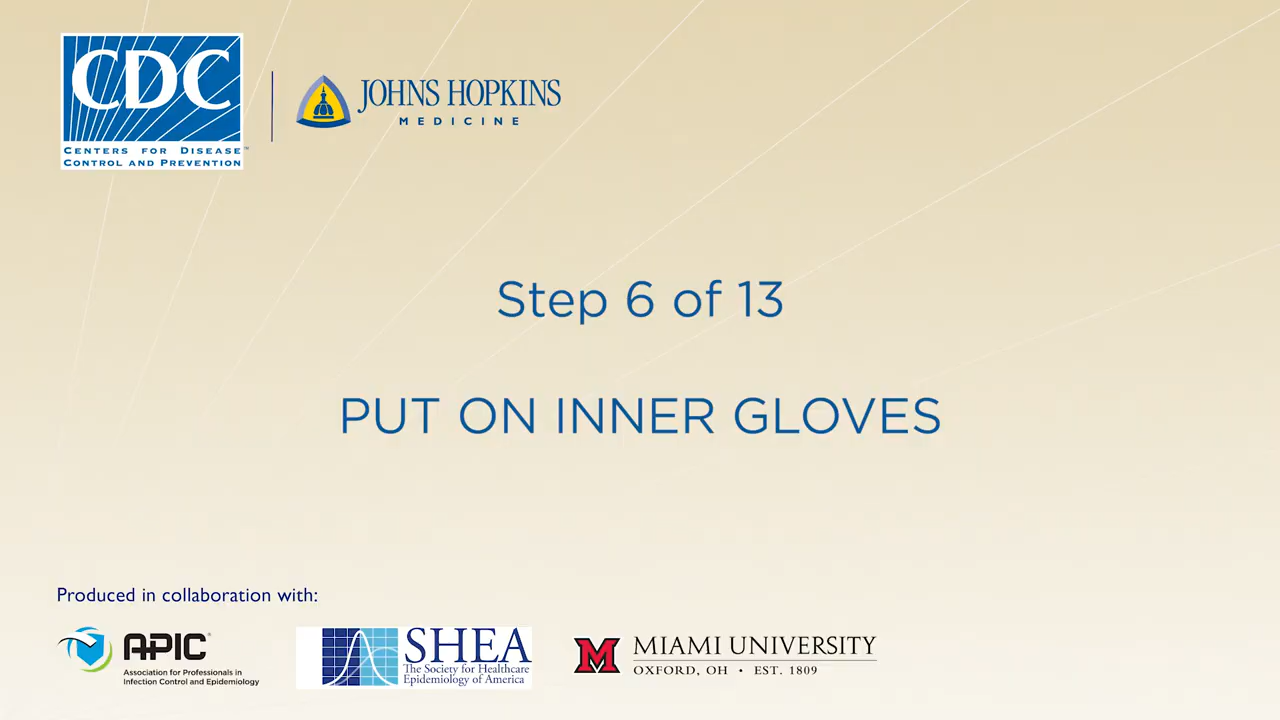 CDC
CENTERS FOR DISEASE
CONTROL AND PREVENTION
™
JOHNS HOPKINS
MEDICINE
Step 6 of 13
PUT ON INNER GLOVES
Produced in collaboration with:
APIC®
Association for Professionals in
Infection Control and Epidemiology
SHEA
The Society for Healthcare
Epidemiology of America
M
MIAMI UNIVERSITY
OXFORD, OH • EST. 1809